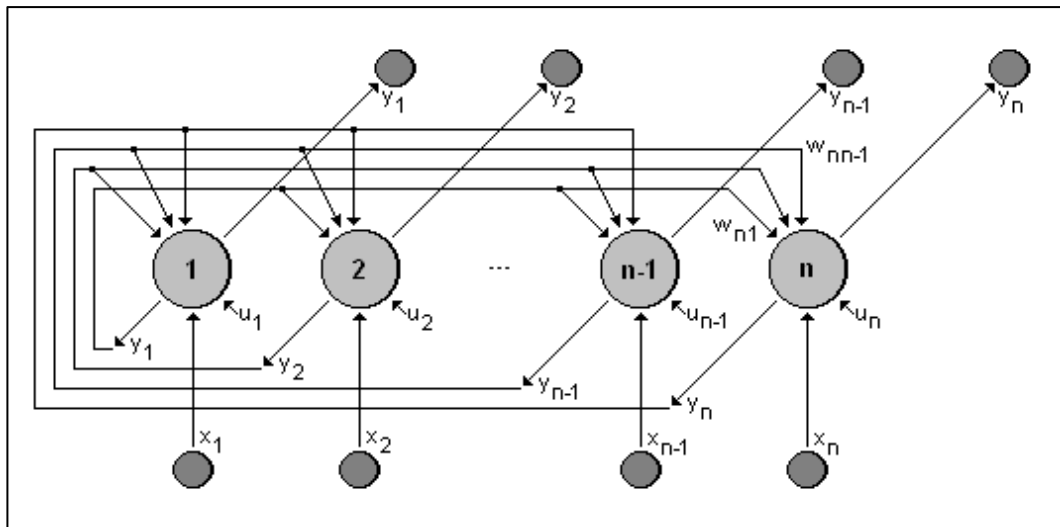 y1 y2 yn-1 yn
wnn-1
wn1
1 2 ... n-1 n
u1 u2 un-1 un
y1
y2
yn-1
yn
x1 x2 xn-1 xn